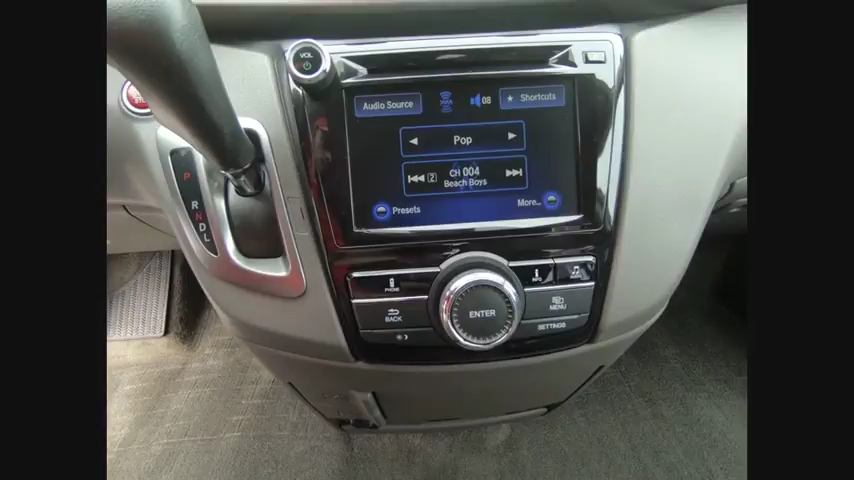 VOL
Audio Source
08
★ Shortcuts
◀ Pop ▶
CH 004
2
Beach Boys
Presets
More...
P
R
N
D
L
PHONE
INFO
BACK
ENTER
MENU
SETTINGS